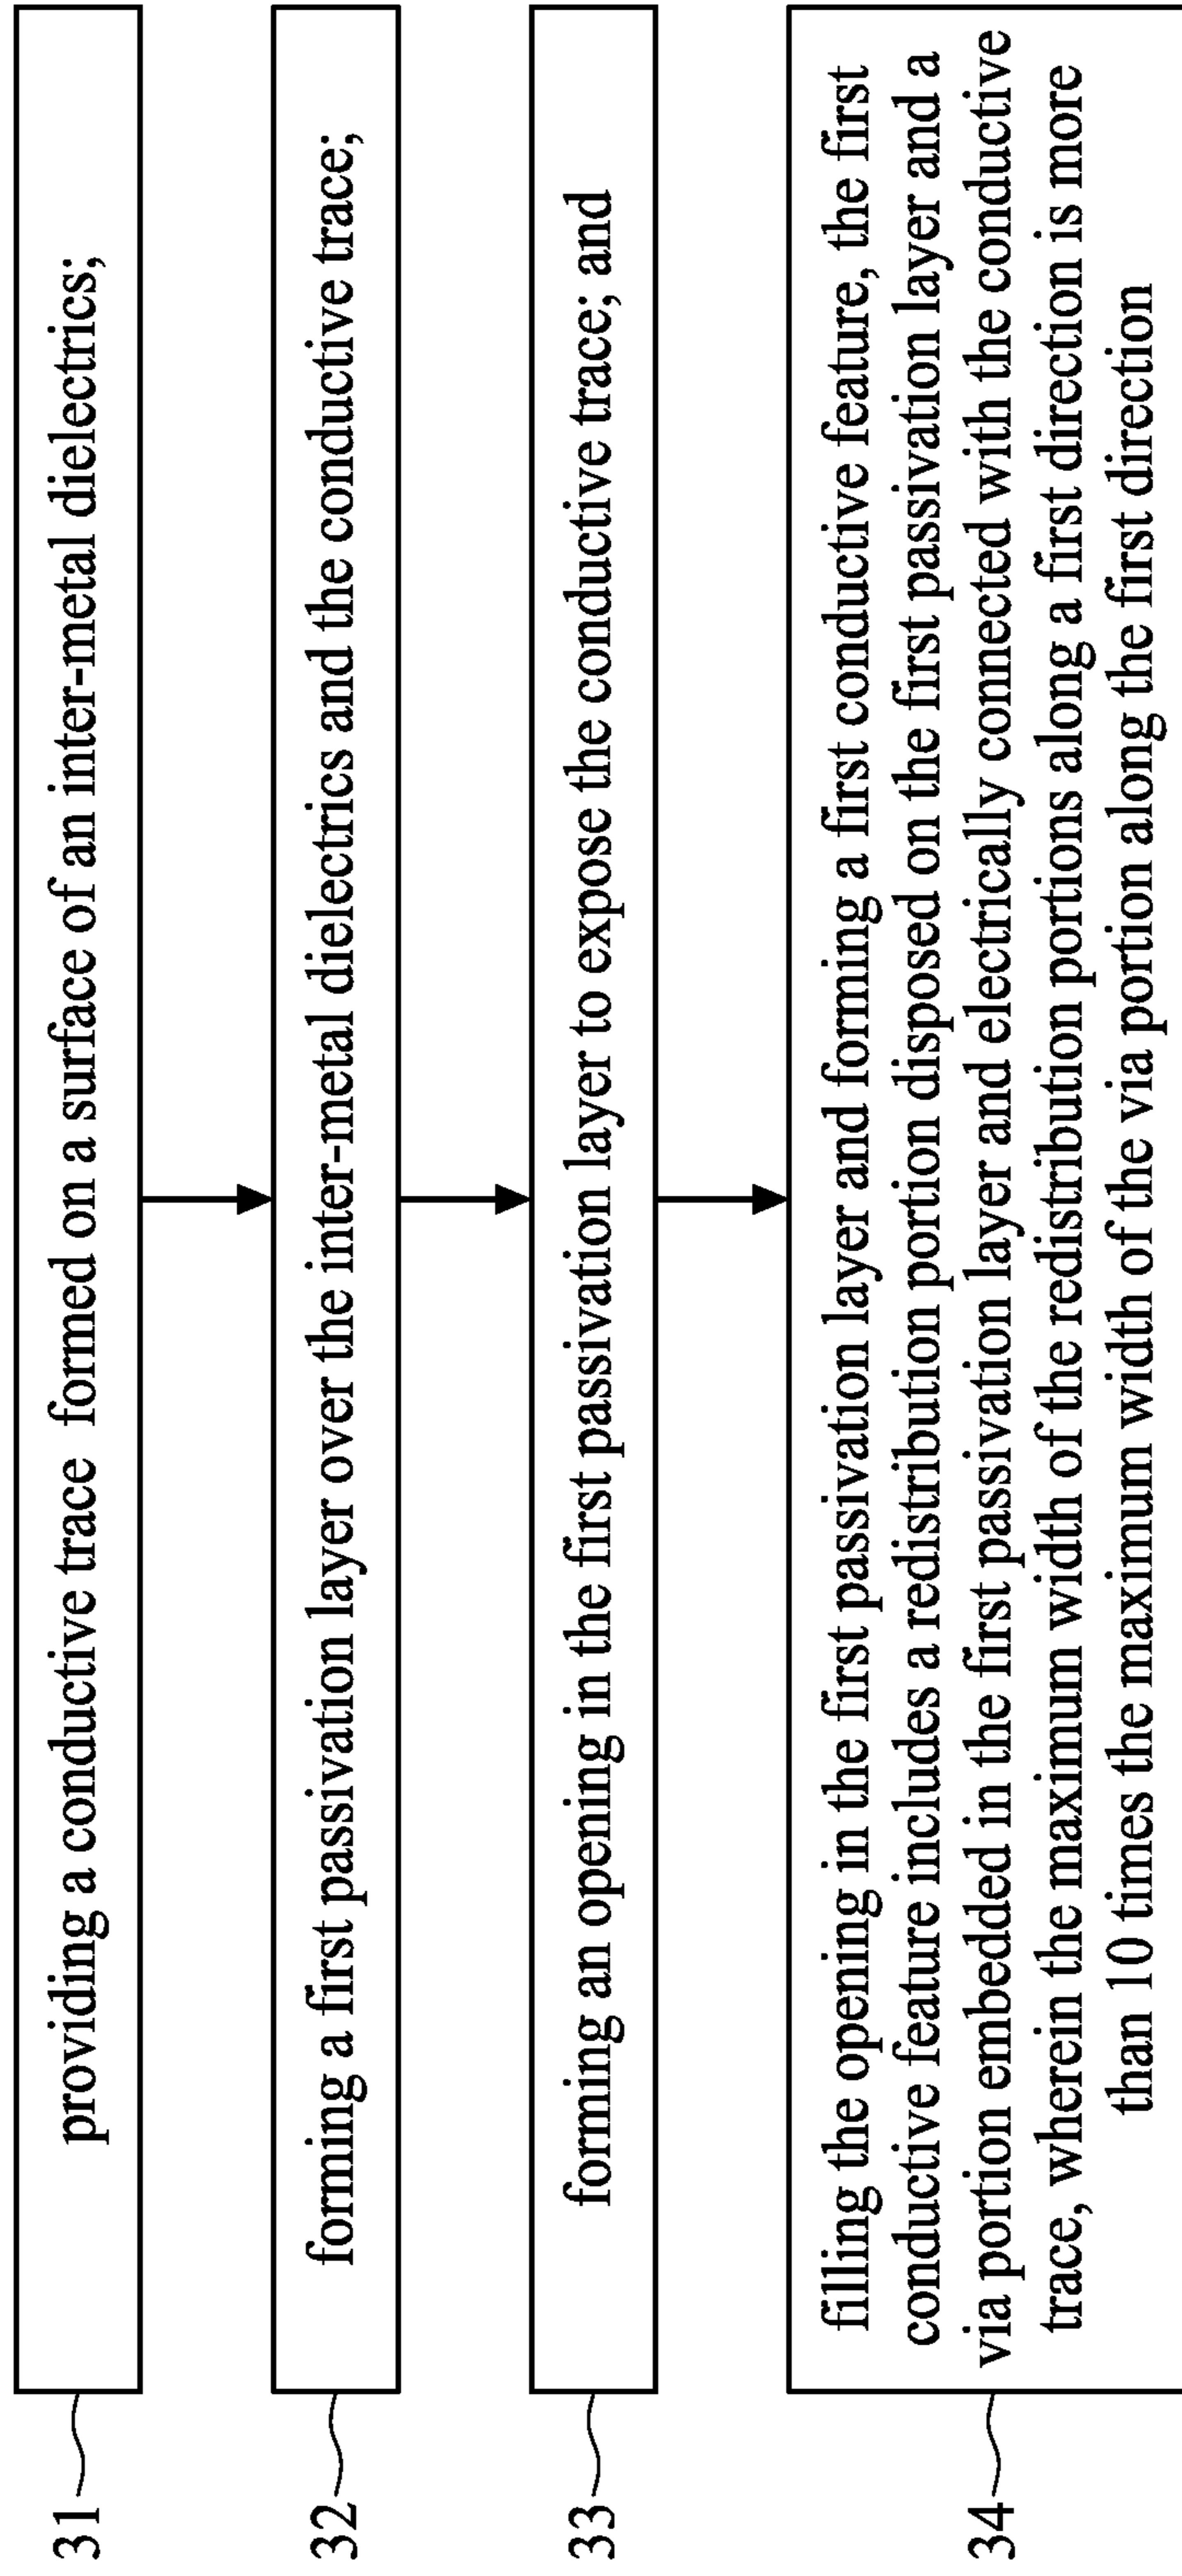 31
providing a conductive trace formed on a surface of an inter-metal dielectrics;
32
forming a first passivation layer over the inter-metal dielectrics and the conductive trace;
33
forming an opening in the first passivation layer to expose the conductive trace; and
34
filling the opening in the first passivation layer and forming a first conductive feature, the first
conductive feature includes a redistribution portion disposed on the first passivation layer and a
via portion embedded in the first passivation layer and electrically connected with the conductive
trace, wherein the maximum width of the redistribution portions along a first direction is more
than 10 times the maximum width of the via portion along the first direction